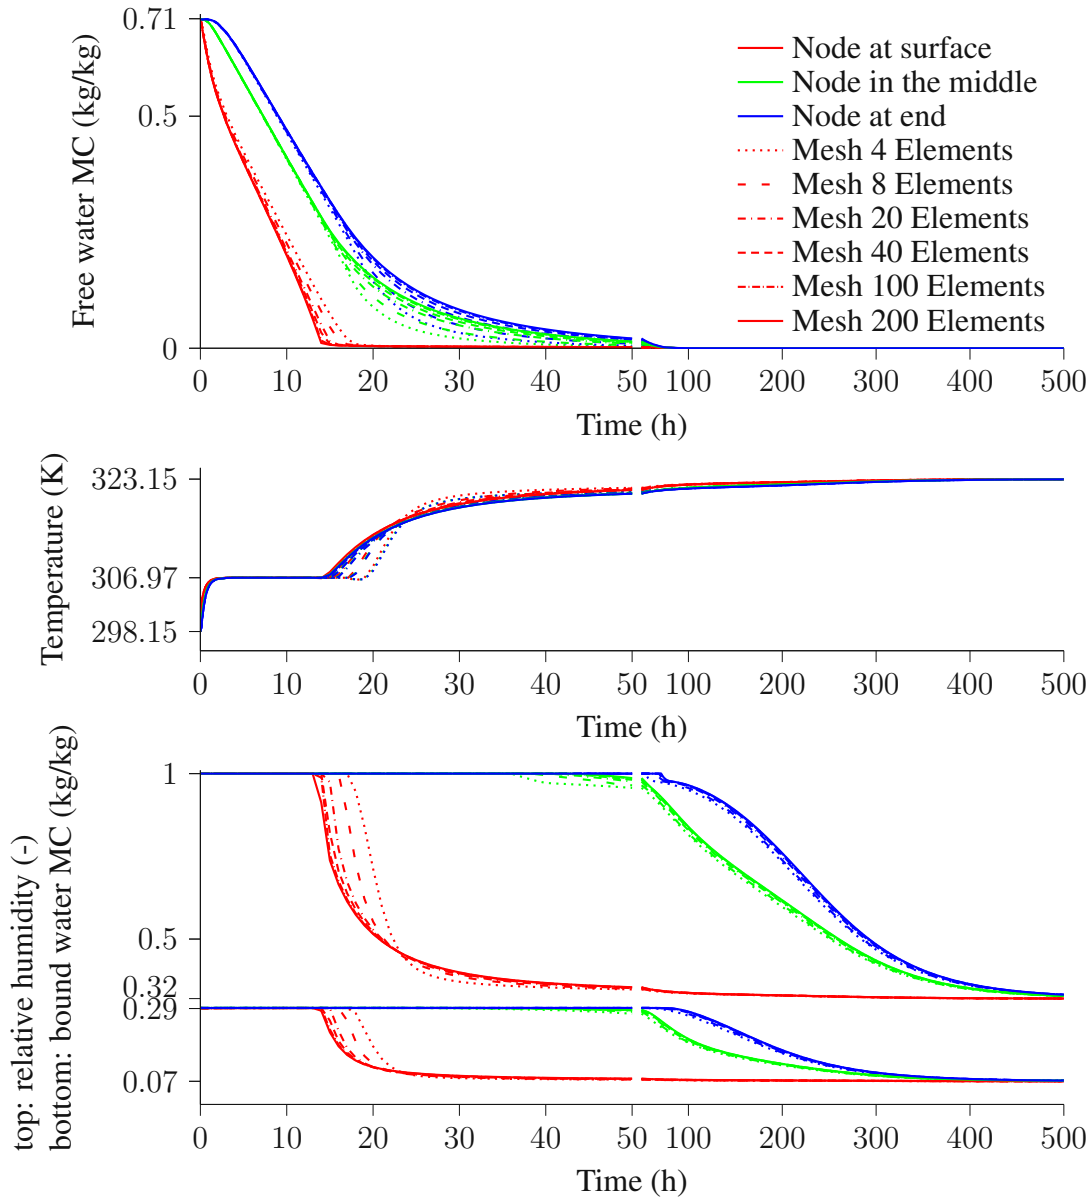 0.71
0.5
0
Free water MC (kg/kg)
Node at surface
Node in the middle
Node at end
Mesh 4 Elements
Mesh 8 Elements
Mesh 20 Elements
Mesh 40 Elements
Mesh 100 Elements
Mesh 200 Elements
0 10 20 30 40 50 100 200 300 400 500
Time (h)
Temperature (K)
323.15
306.97
298.15
0 10 20 30 40 50 100 200 300 400 500
Time (h)
top: relative humidity (-)
bottom: bound water MC (kg/kg)
1
0.5
0.32
0.29
0.07
0 10 20 30 40 50 100 200 300 400 500
Time (h)